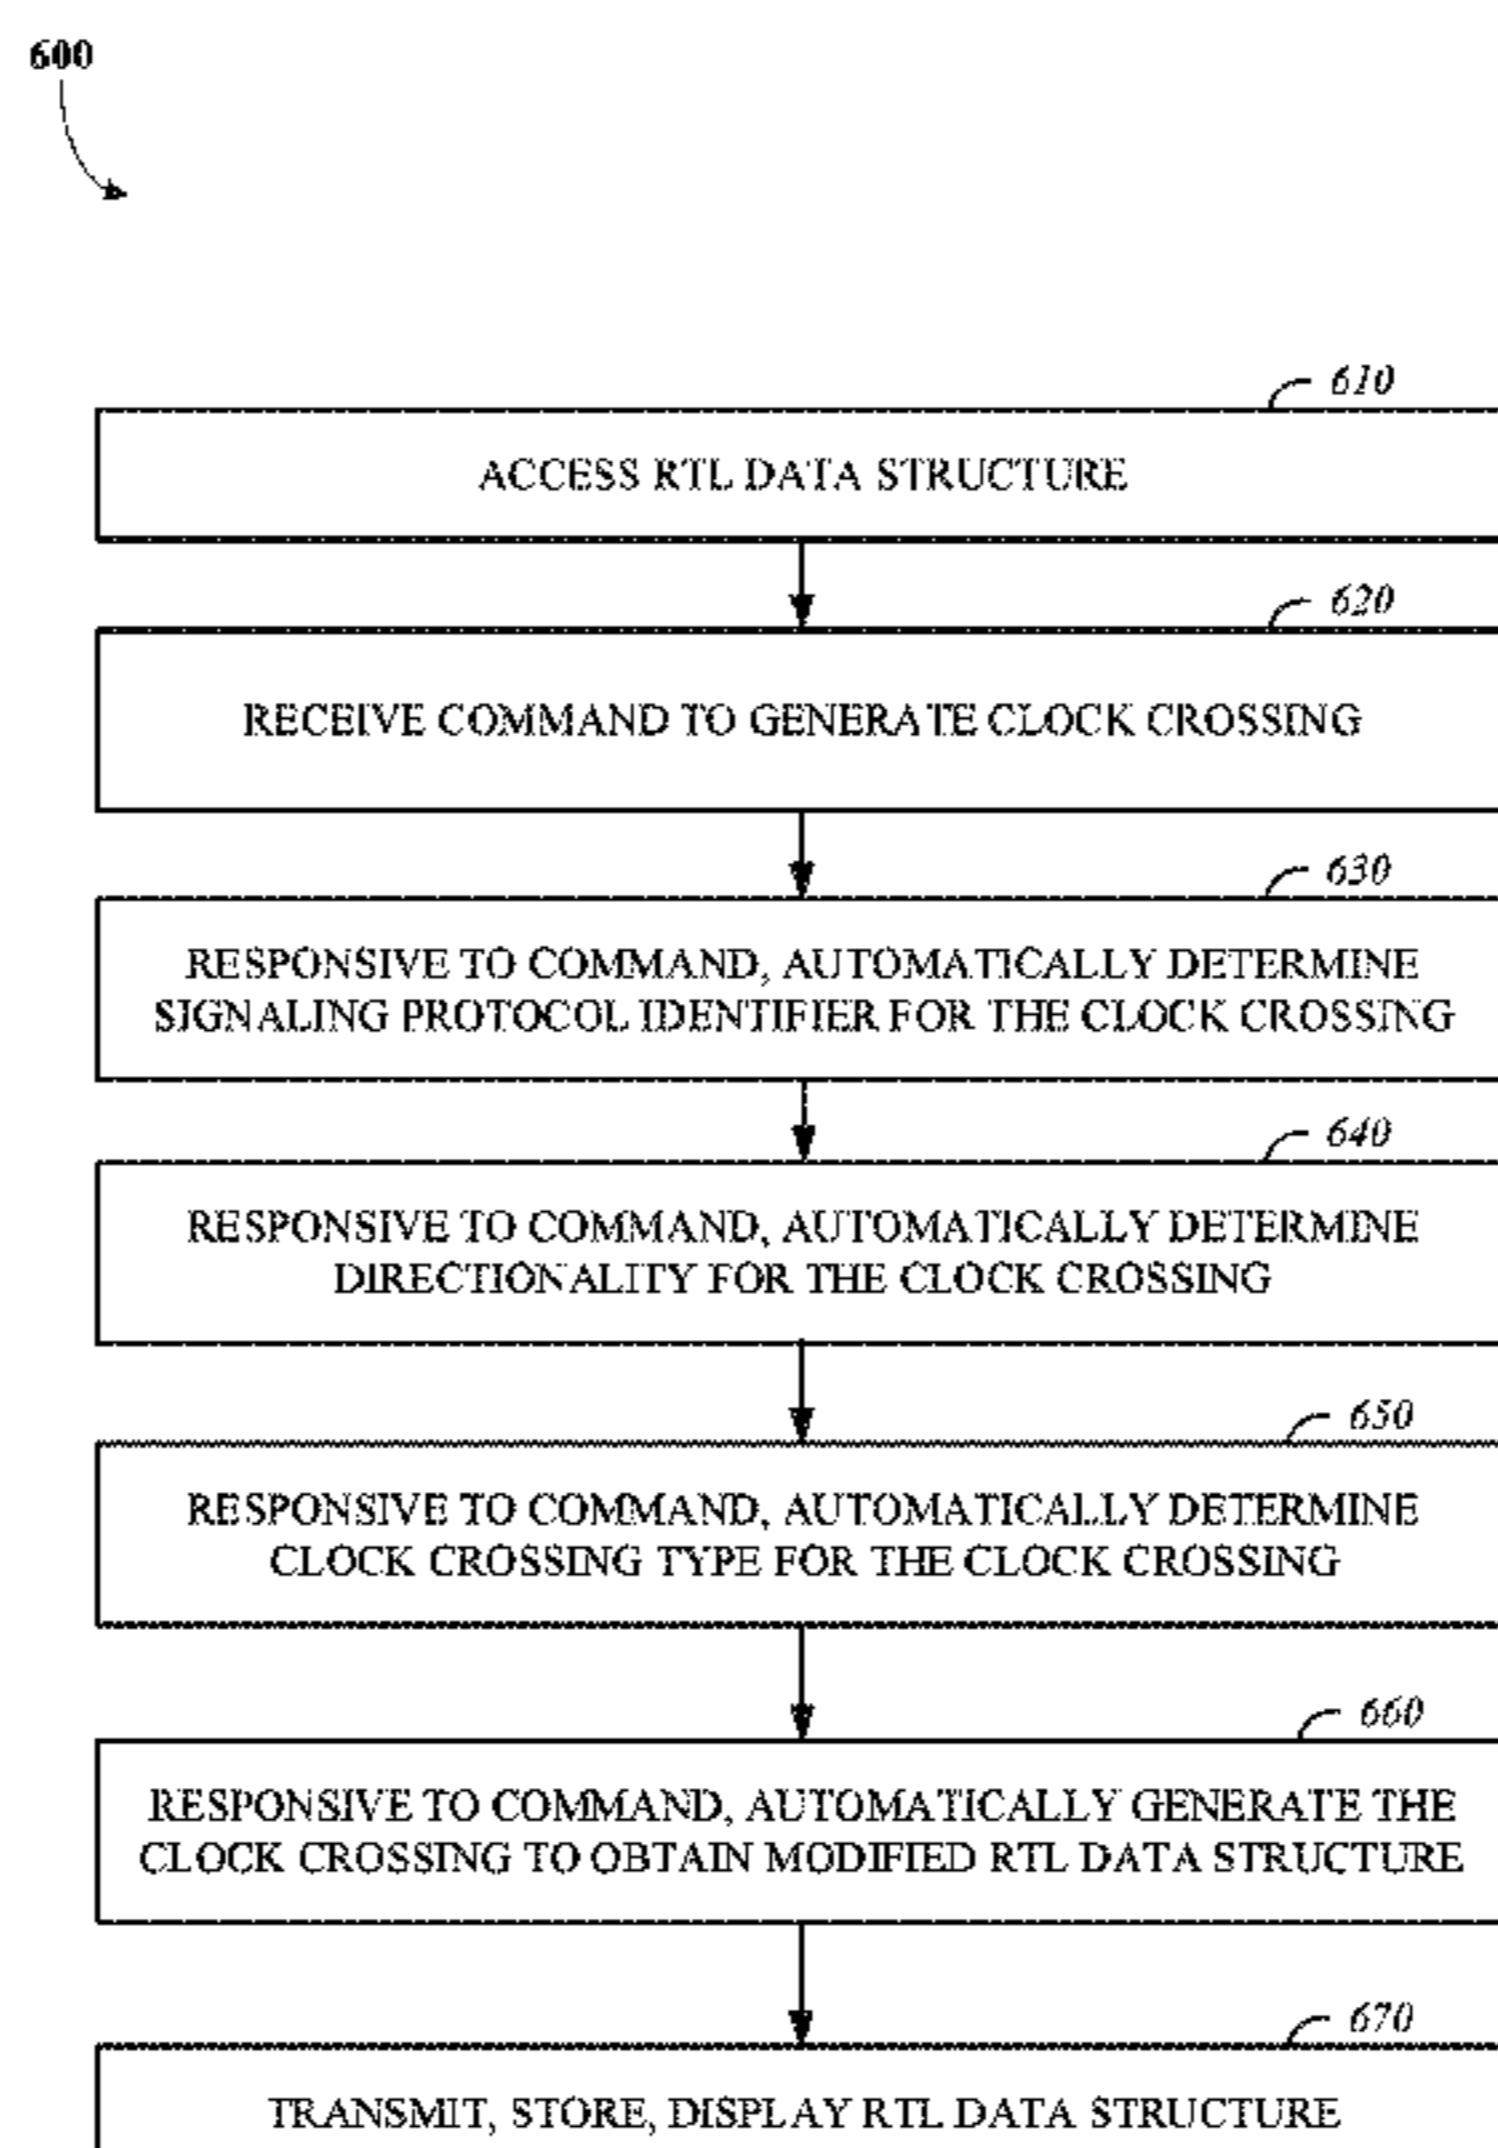 600
610
ACCESS RTL DATA STRUCTURE
620
RECEIVE COMMAND TO GENERATE CLOCK CROSSING
630
RESPONSIVE TO COMMAND, AUTOMATICALLY DETERMINE
SIGNALING PROTOCOL IDENTIFIER FOR THE CLOCK CROSSING
640
RESPONSIVE TO COMMAND, AUTOMATICALLY DETERMINE
DIRECTIONALITY FOR THE CLOCK CROSSING
650
RESPONSIVE TO COMMAND, AUTOMATICALLY DETERMINE
CLOCK CROSSING TYPE FOR THE CLOCK CROSSING
660
RESPONSIVE TO COMMAND, AUTOMATICALLY GENERATE THE
CLOCK CROSSING TO OBTAIN MODIFIED RTL DATA STRUCTURE
670
TRANSMIT, STORE, DISPLAY RTL DATA STRUCTURE